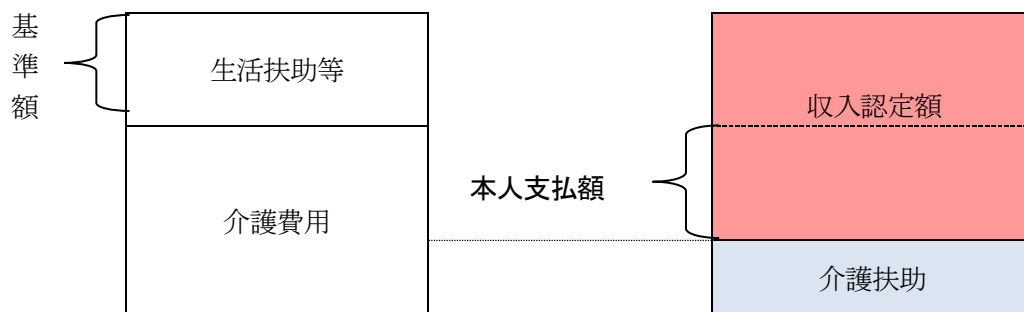 基準額
生活扶助等
収入認定額
本人支払額
介護費用
介護扶助